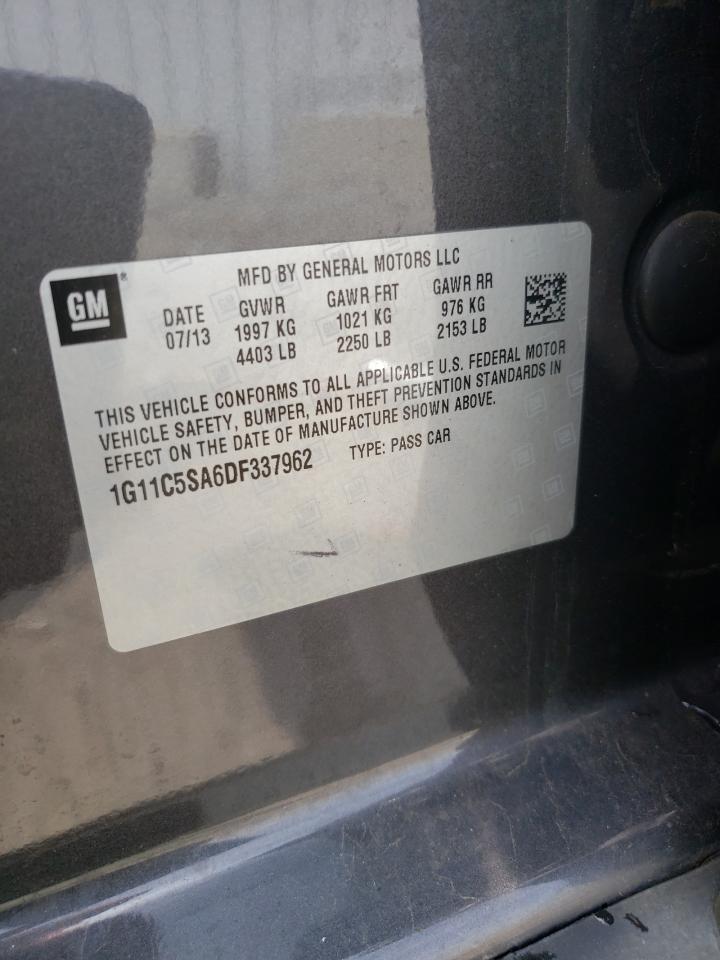 GM®
MFD BY GENERAL MOTORS LLC
DATE GVWR GAWR FRT GAWR RR
07/13 1997 KG 1021 KG 976 KG
4403 LB 2250 LB 2153 LB
THIS VEHICLE CONFORMS TO ALL APPLICABLE U.S. FEDERAL MOTOR
VEHICLE SAFETY, BUMPER, AND THEFT PREVENTION STANDARDS IN
EFFECT ON THE DATE OF MANUFACTURE SHOWN ABOVE.
1G11C5SA6DF337962 TYPE: PASS CAR